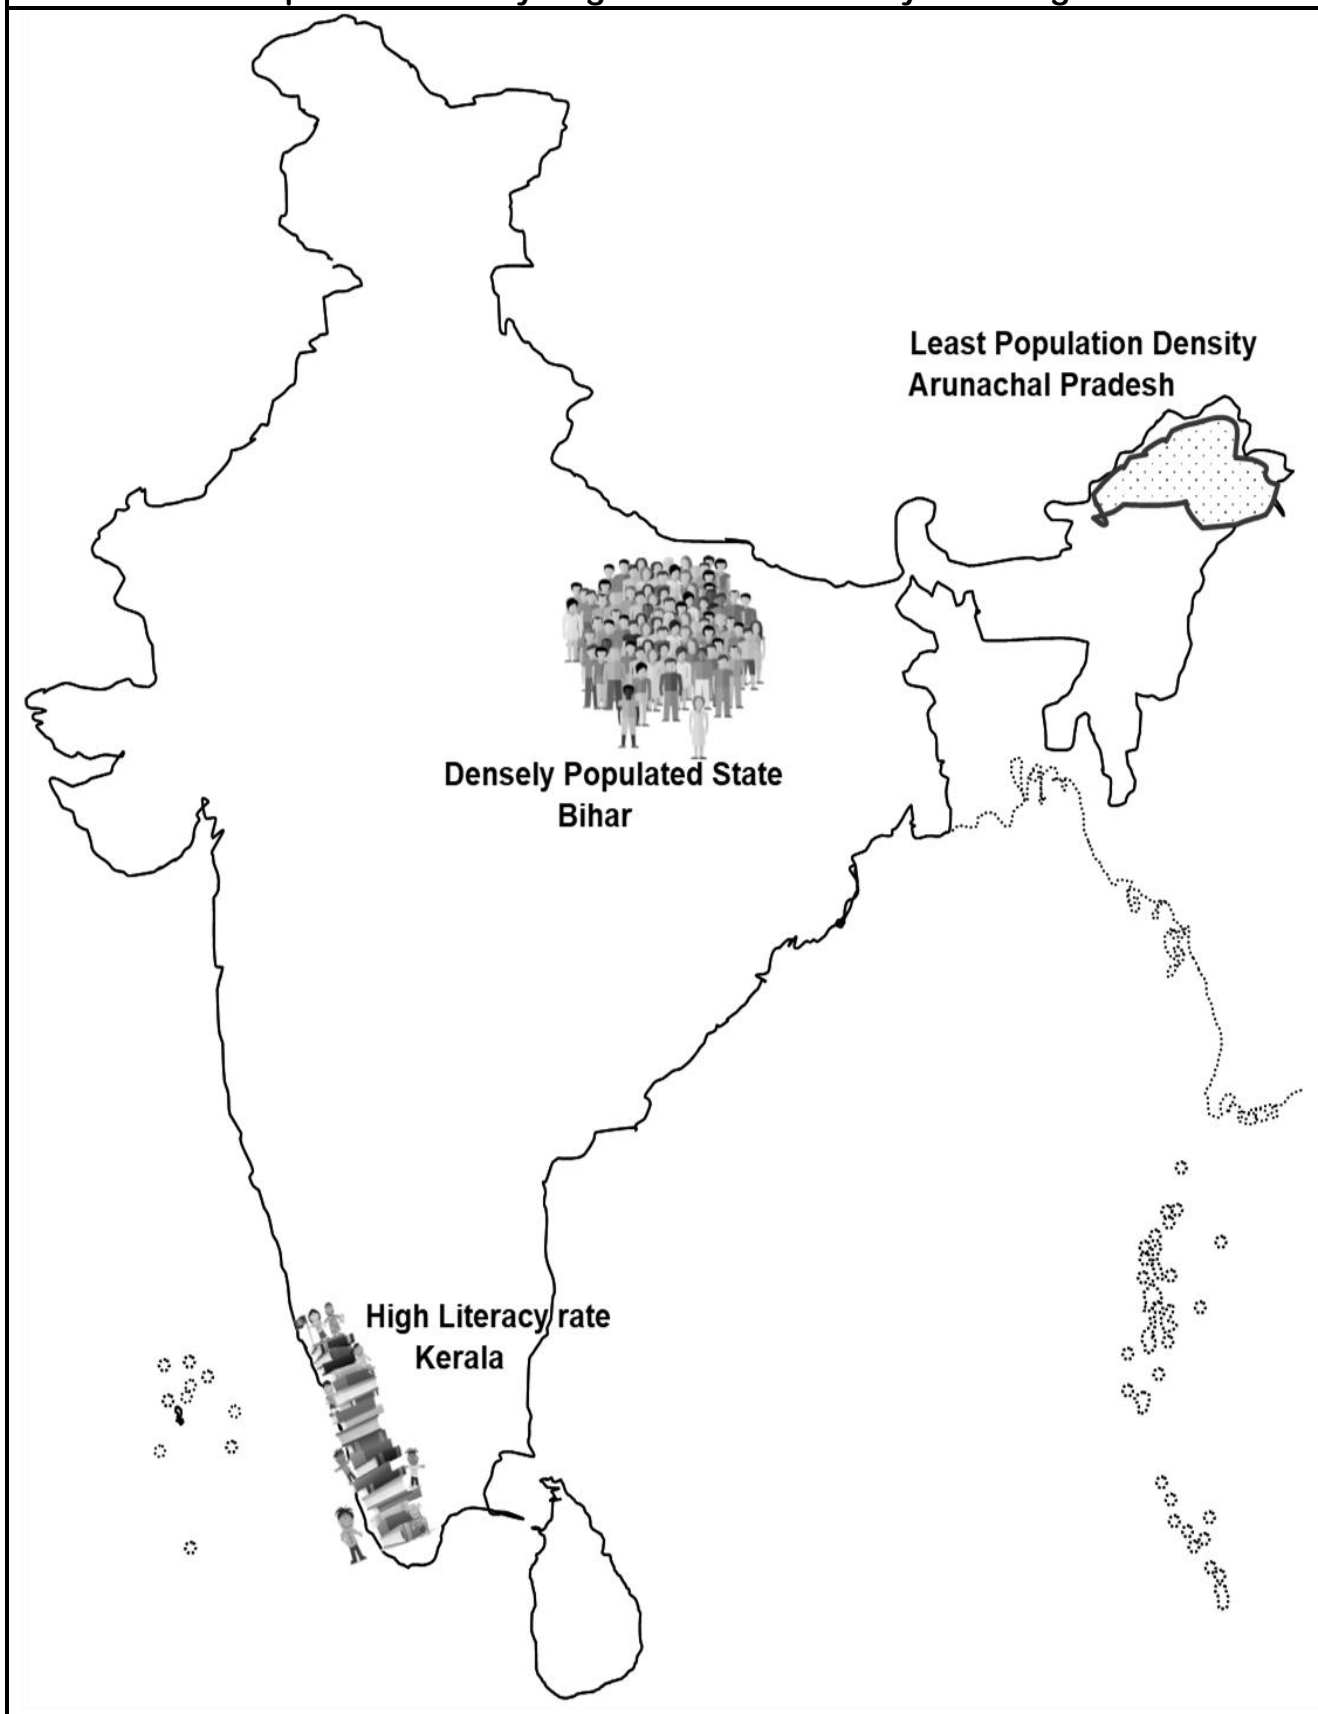 Least Population Density
Arunachal Pradesh
Densely Populated State
Bihar
High Literacy rate
Kerala